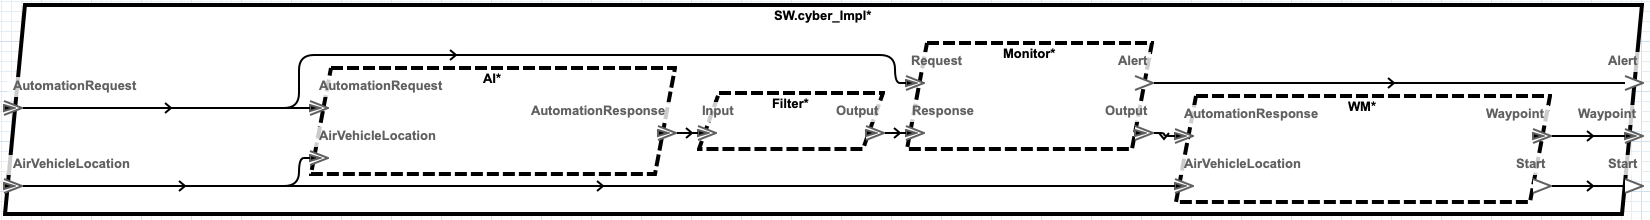 SW.cyber_Impl*
Monitor*
Request
Alert
Alert
AI*
AutomationRequest
AutomationRequest
Filter*
WM*
AutomationResponse
Input
Output
Response
Output
AutomationResponse
Waypoint
Waypoint
AirVehicleLocation
AirVehicleLocation
AirVehicleLocation
Start
Start